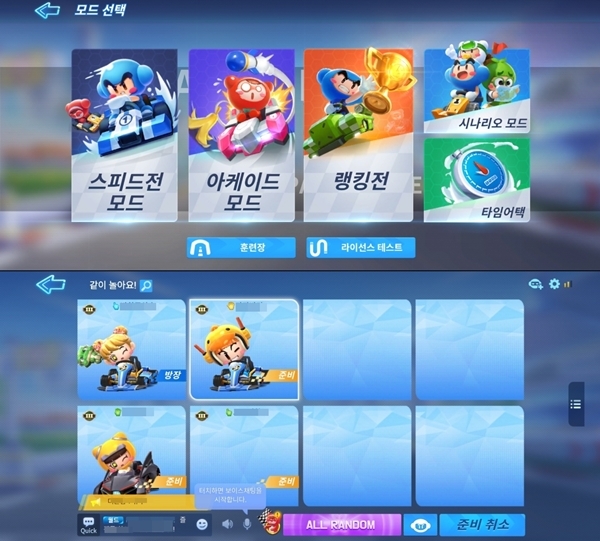 모드 선택
스피드전
모드
아케이드
모드
랭킹전
시나리오 모드
타임어택
훈련장
라이선스 테스트
같이 놀아요!
방장
준비
준비
준비
터치하면 보이스채팅을
시작합니다.
Quick
월드
ALL RANDOM
준비 취소